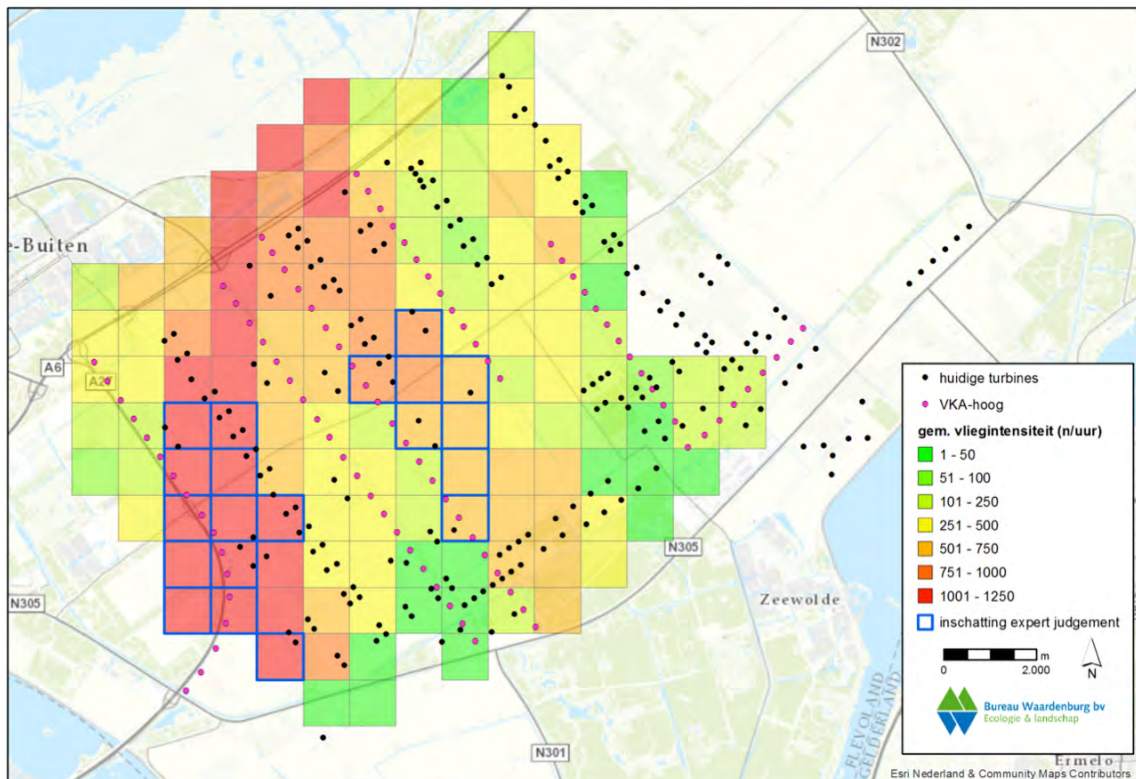 N302
e-Buiten
A6
A27
N305
N305
Zeewolde
N301
FLEVOLAND
GELDERLAND
Ermelo
huidige turbines
VKA-hoog
gem. vliegintensiteit (n/uur)
1 - 50
51 - 100
101 - 250
251 - 500
501 - 750
751 - 1000
1001 - 1250
inschatting expert judgement
0 2.000 m
N
Bureau Waardenburg bv
Ecologie & landschap
Esri Nederland & Community Maps Contributors